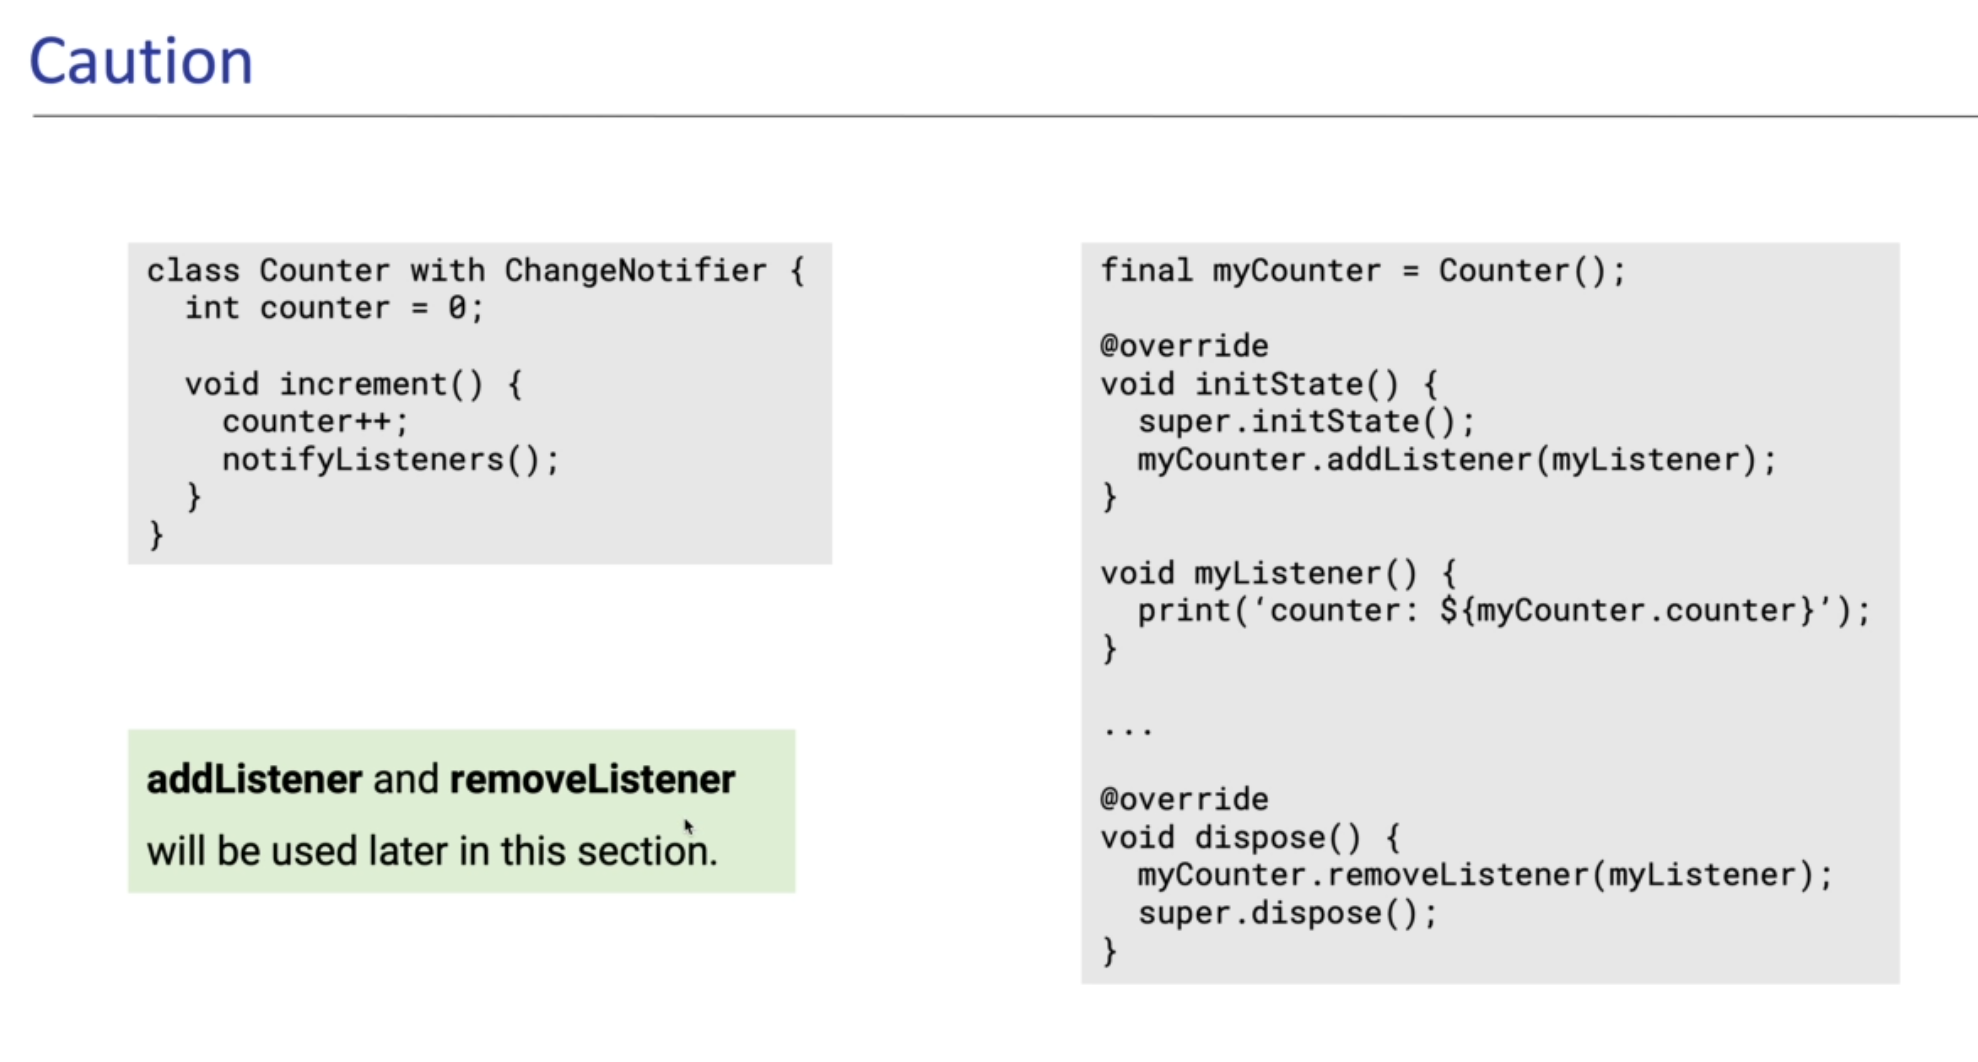 Caution
class Counter with ChangeNotifier {
  int counter = 0;

  void increment() {
    counter++;
    notifyListeners();
  }
}
addListener and removeListener
will be used later in this section.
final myCounter = Counter();

@override
void initState() {
  super.initState();
  myCounter.addListener(myListener);
}

void myListener() {
  print(‘counter: ${myCounter.counter}’);
}

...

@override
void dispose() {
  myCounter.removeListener(myListener);
  super.dispose();
}